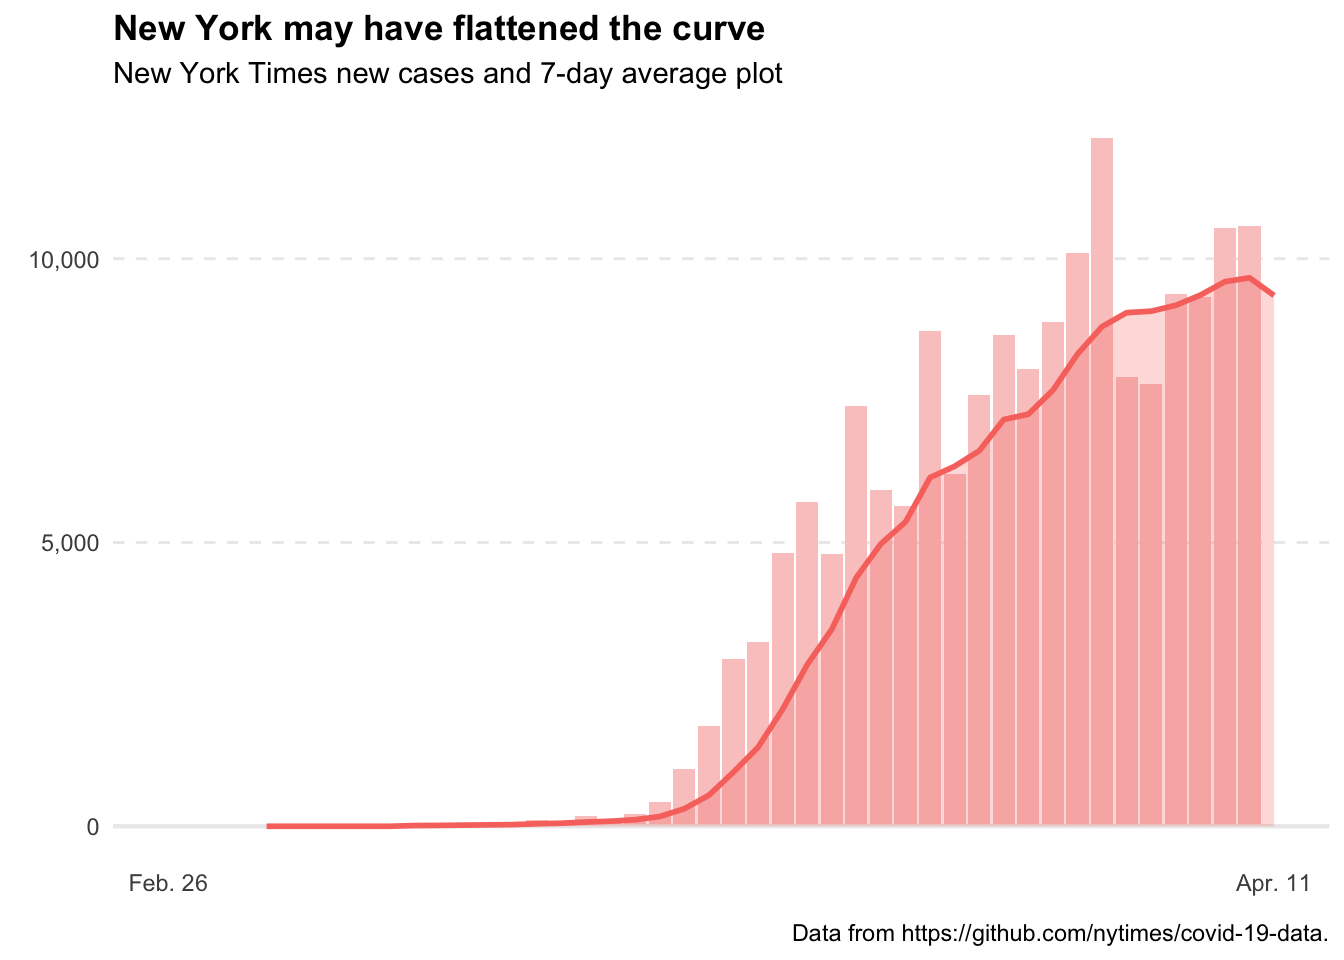 New York may have flattened the curve
New York Times new cases and 7-day average plot
10,000
5,000
0
Feb. 26
Apr. 11
Data from https://github.com/nytimes/covid-19-data.